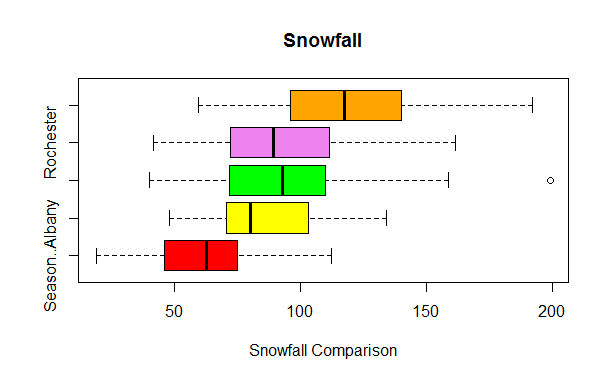 Snowfall
Rochester
Season..Albany
50 100 150 200
Snowfall Comparison